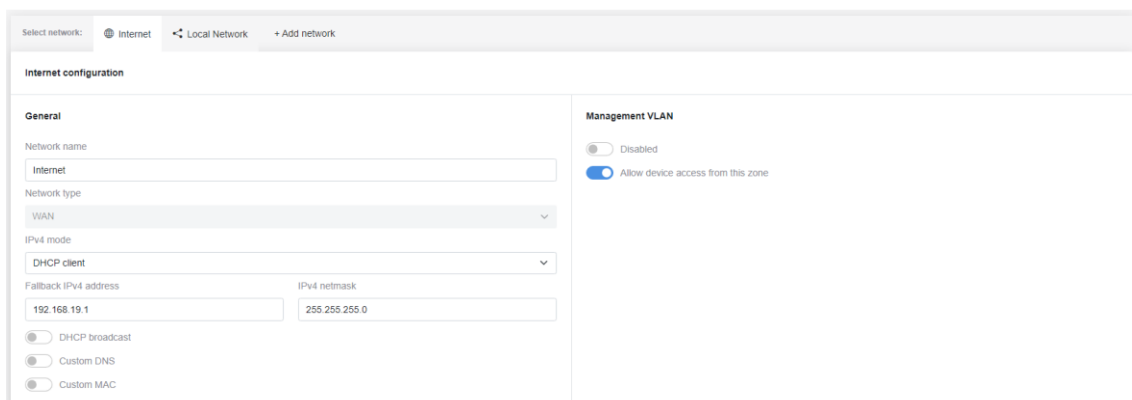 Select network: Internet Local Network + Add network
Internet configuration
General
Network name
Internet
Network type
WAN
IPv4 mode
DHCP client
Fallback IPv4 address IPv4 netmask
192.168.19.1 255.255.255.0
DHCP broadcast
Custom DNS
Custom MAC
Management VLAN
Disabled
Allow device access from this zone